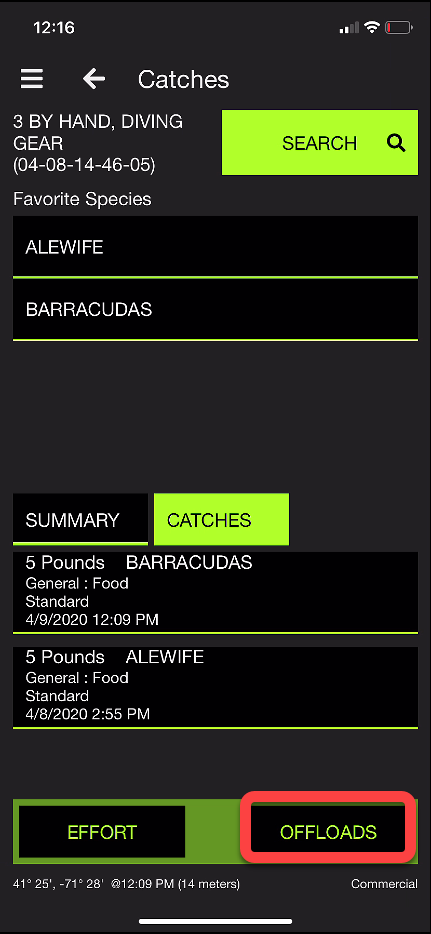 12:16
Catches
3 BY HAND, DIVING
GEAR
(04-08-14-46-05)
SEARCH
Favorite Species
ALEWIFE
BARRACUDAS
SUMMARY CATCHES
5 Pounds BARRACUDAS
General : Food
Standard
4/9/2020 12:09 PM
5 Pounds ALEWIFE
General : Food
Standard
4/8/2020 2:55 PM
EFFORT OFFLOADS
41° 25', -71° 28' @12:09 PM (14 meters) Commercial